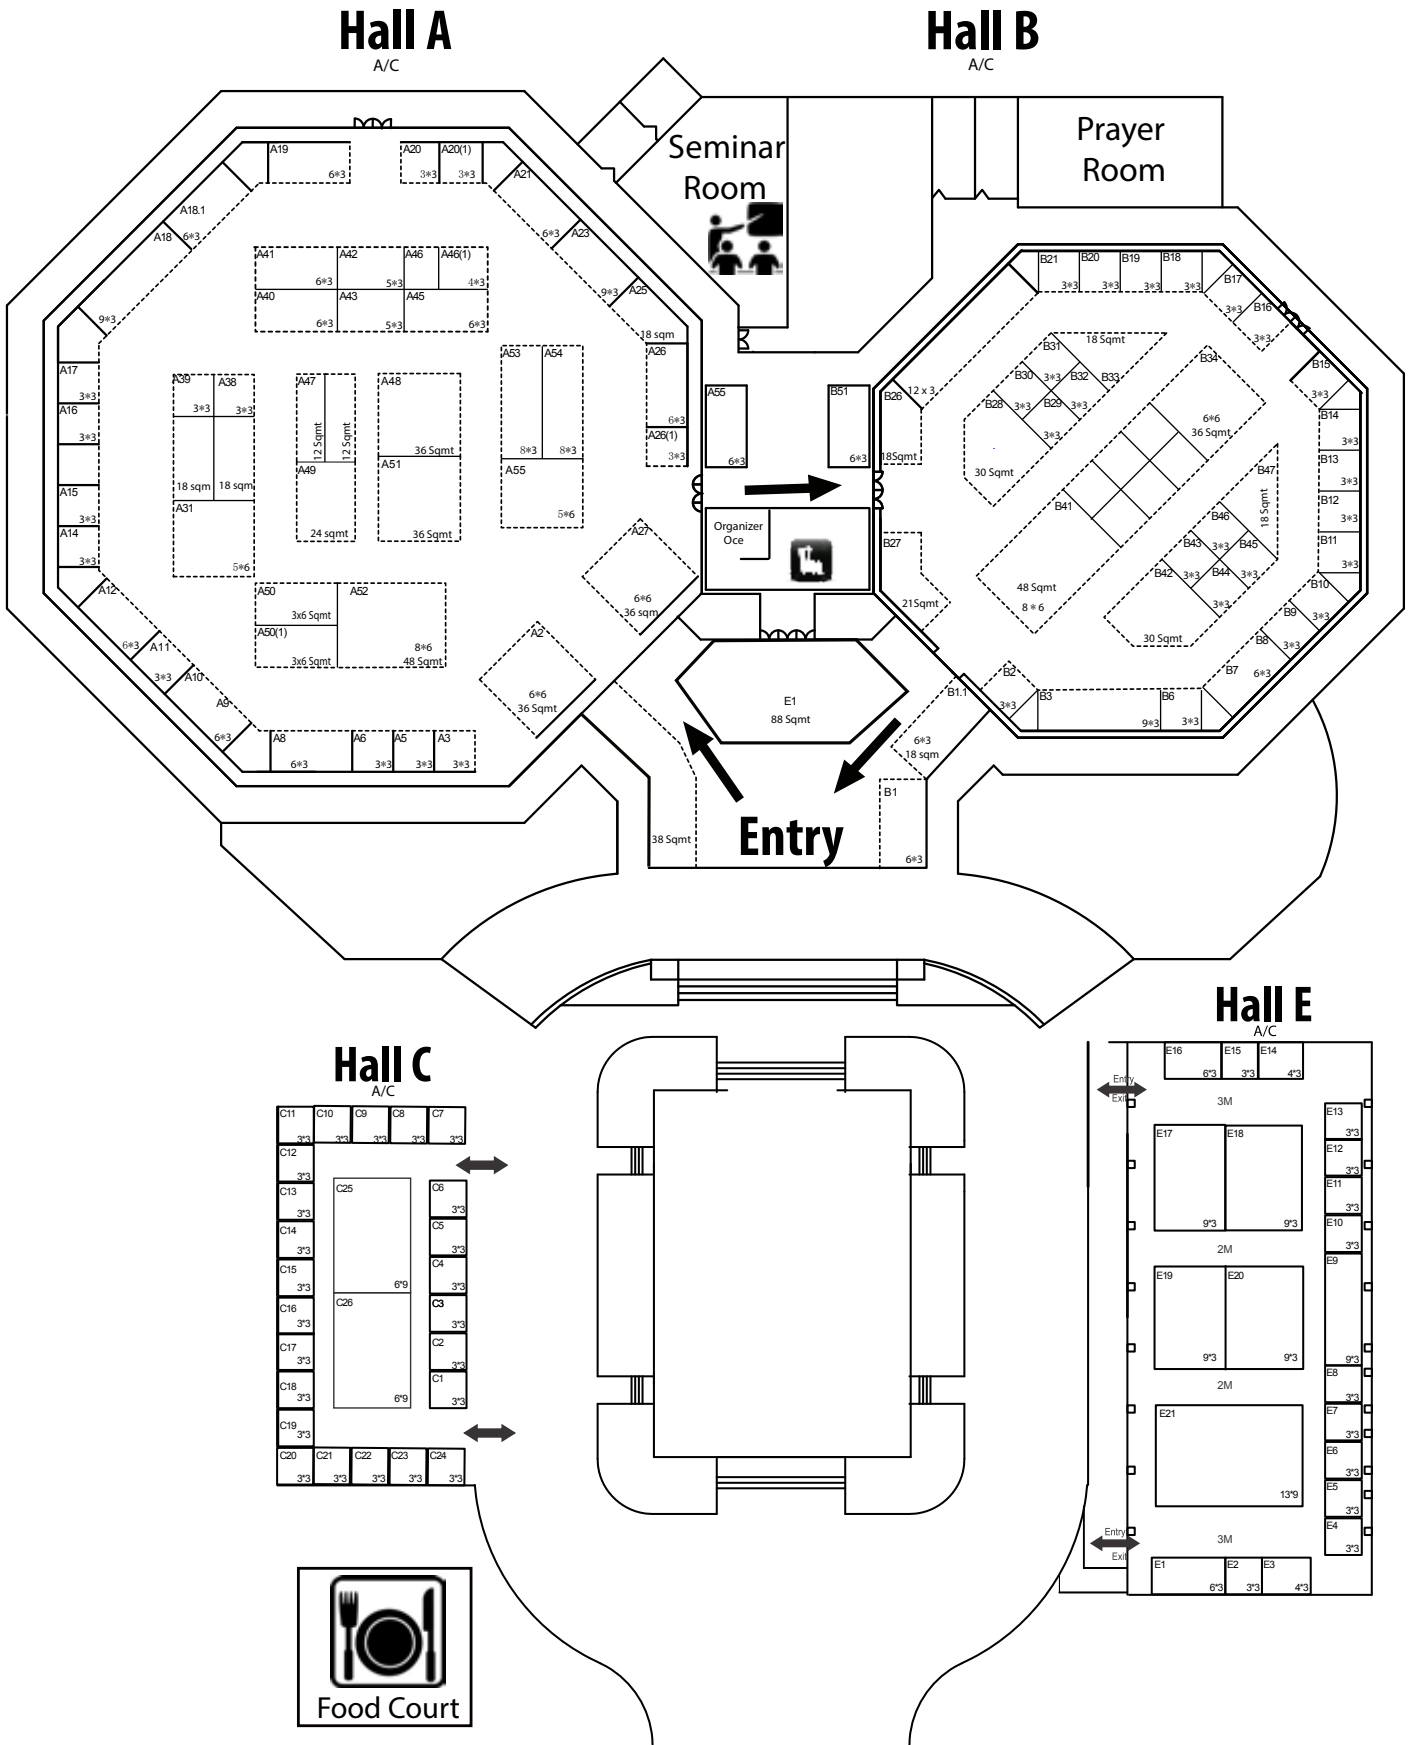 Hall A
A/C
Hall B
A/C
Seminar
Room
Prayer
Room
A19
6*3
A20
3*3
A20(1)
3*3
A21
6*3
A23
9*3
A25
18 sqm
A18.1
A18
6*3
9*3
A41
6*3
A42
5*3
A46
A46(1)
4*3
A40
6*3
A43
5*3
A45
6*3
A17
3*3
A16
3*3
A15
3*3
A14
3*3
A39
3*3
A38
3*3
18 sqm
18 sqm
A31
5*6
A47
12 Sqmt
12 Sqmt
A49
24 sqmt
A48
36 Sqmt
A51
36 Sqmt
A53
8*3
A54
8*3
A55
5*6
A26
6*3
A26(1)
3*3
A27
6*6
36 sqm
A2
6*6
36 Sqmt
A50
3x6 Sqmt
A50(1)
3x6 Sqmt
A52
8*6
48 Sqmt
A12
6*3
A11
3*3
A10
A9
6*3
A8
6*3
A6
3*3
A5
3*3
A3
3*3
A55
6*3
B51
6*3
Organizer
Oce
E1
88 Sqmt
Entry
38 Sqmt
B1.1
6*3
18 sqm
B1
6*3
B21
3*3
B20
3*3
B19
3*3
B18
3*3
B17
3*3
B16
3*3
B15
3*3
B14
3*3
B13
3*3
B12
3*3
B11
3*3
B10
3*3
B9
3*3
B8
6*3
B7
B6
3*3
B3
9*3
B2
3*3
B26
12 x 3
18Sqmt
B27
21Sqmt
B31
18 Sqmt
B30
3*3
B32
B33
B28
3*3
B29
3*3
3*3
30 Sqmt
B34
6*6
36 Sqmt
B41
48 Sqmt
8 * 6
B47
18 Sqmt
B46
B43
3*3
B45
B42
3*3
B44
3*3
3*3
30 Sqmt
Hall C
A/C
C11
3*3
C10
3*3
C9
3*3
C8
3*3
C7
3*3
C12
3*3
C13
3*3
C14
3*3
C15
3*3
C16
3*3
C17
3*3
C18
3*3
C19
3*3
C20
3*3
C21
3*3
C22
3*3
C23
3*3
C24
3*3
C25
6*9
C26
6*9
C6
3*3
C5
3*3
C4
3*3
C3
3*3
C2
3*3
C1
3*3
Food Court
Hall E
A/C
E16
6*3
E15
3*3
E14
4*3
Entry
Exit
3M
E13
3*3
E12
3*3
E11
3*3
E10
3*3
E9
9*3
E8
3*3
E7
3*3
E6
3*3
E5
3*3
E4
3*3
E17
9*3
E18
9*3
2M
E19
9*3
E20
9*3
2M
E21
13*9
3M
Entry
Exit
E1
6*3
E2
3*3
E3
4*3